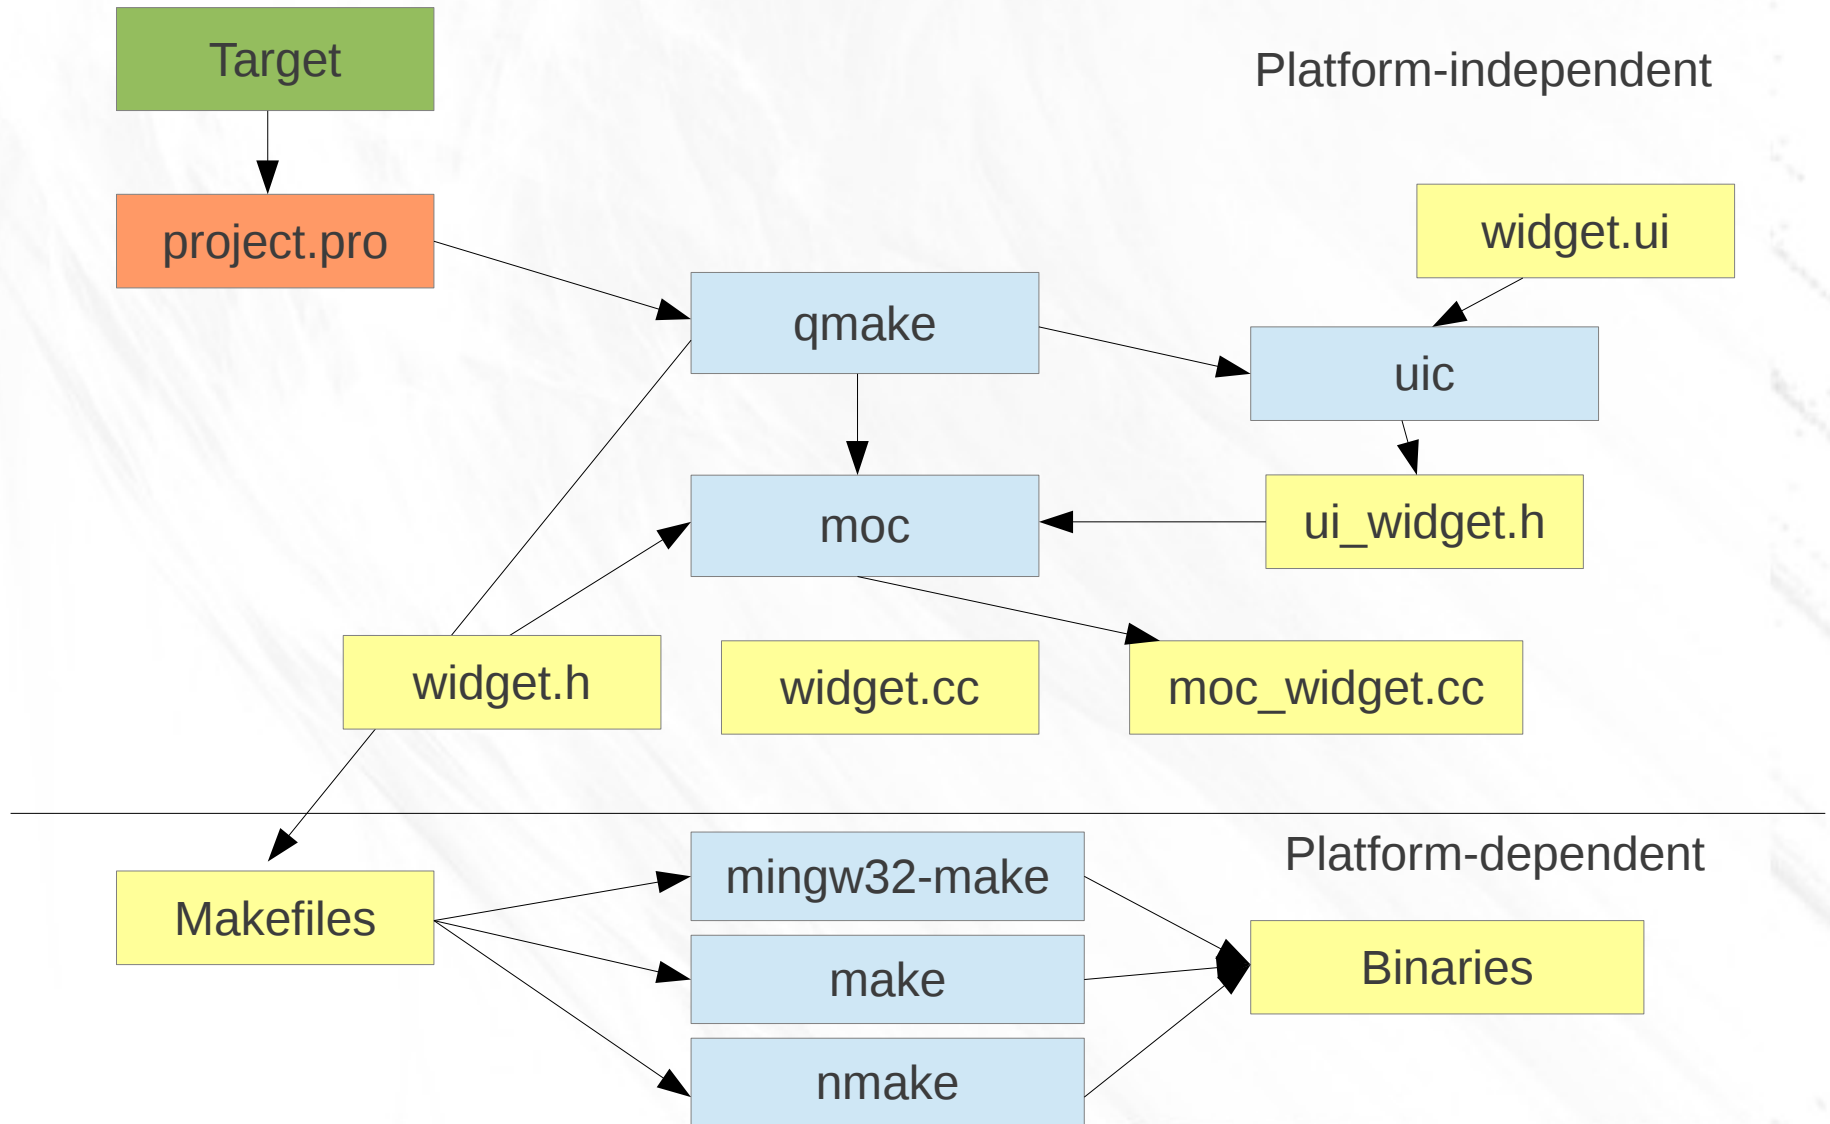 Target
Platform-independent
project.pro
widget.ui
qmake
uic
moc
ui_widget.h
widget.h
widget.cc
moc_widget.cc
Platform-dependent
mingw32-make
Makefiles
make
Binaries
nmake